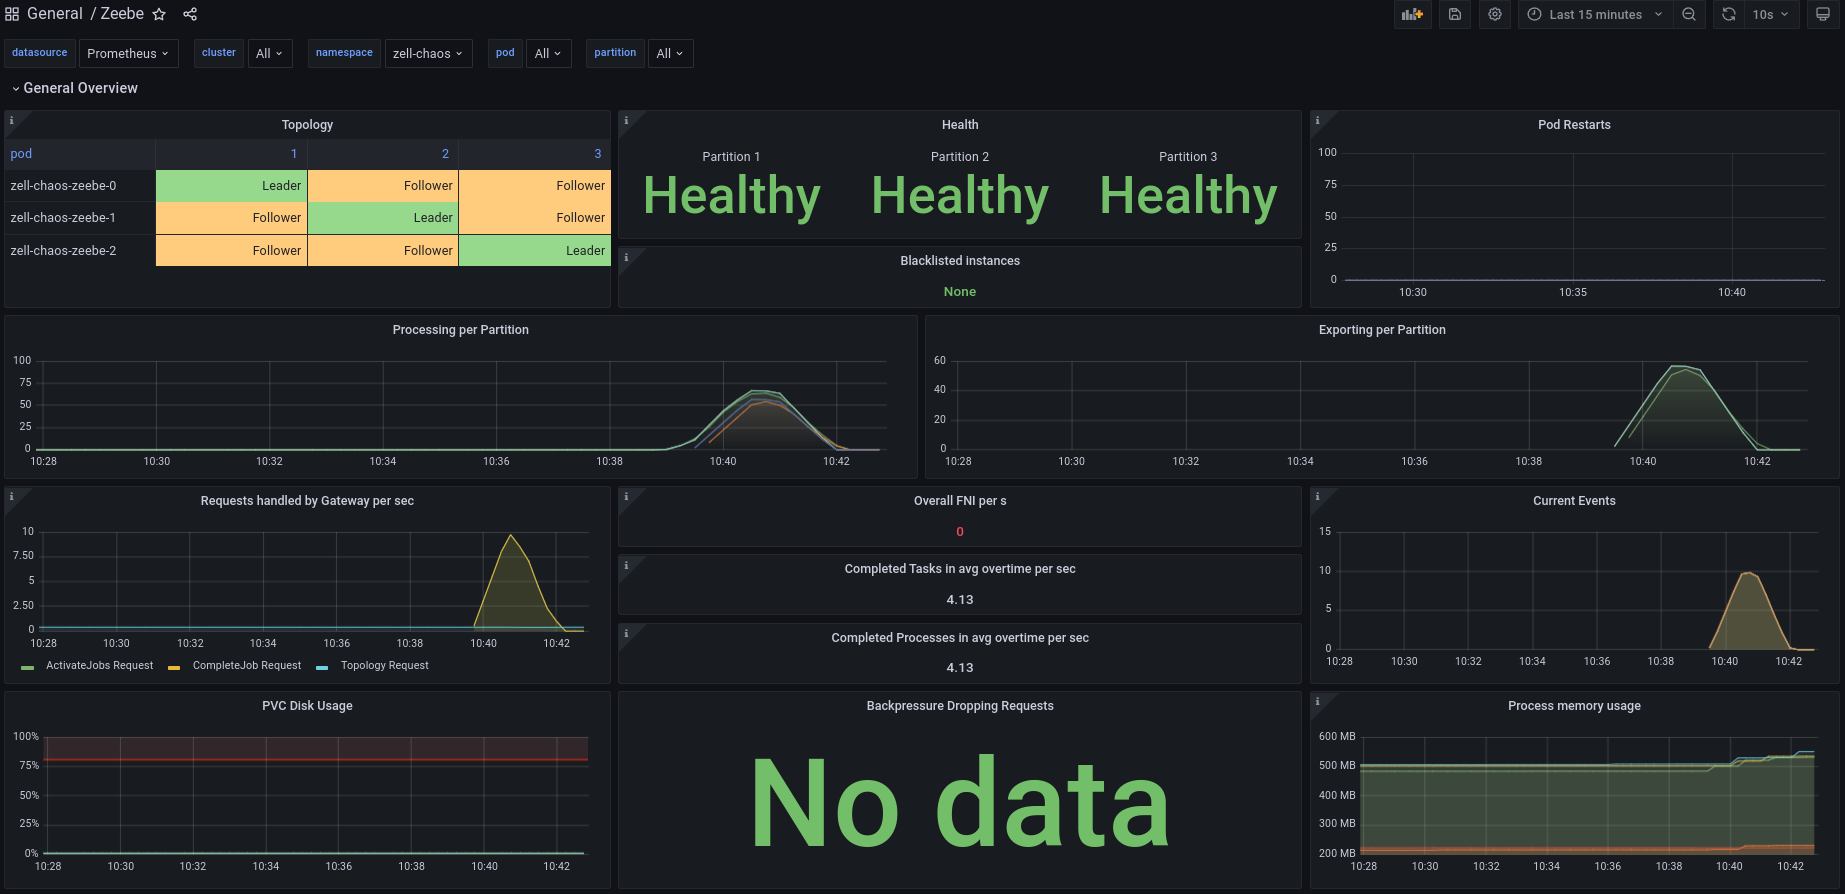 General / Zeebe
Last 15 minutes 10s
datasource Prometheus cluster All namespace zell-chaos pod All partition All
General Overview
Topology
pod 1 2 3
zell-chaos-zeebe-0 Leader Follower Follower
zell-chaos-zeebe-1 Follower Leader Follower
zell-chaos-zeebe-2 Follower Follower Leader
Health
Partition 1 Partition 2 Partition 3
Healthy Healthy Healthy
Blacklisted instances
None
Pod Restarts
100
75
50
25
0
10:30 10:35 10:40
Processing per Partition
100
75
50
25
0
10:28 10:30 10:32 10:34 10:36 10:38 10:40 10:42
Exporting per Partition
60
40
20
0
10:28 10:30 10:32 10:34 10:36 10:38 10:40 10:42
Requests handled by Gateway per sec
10
7.50
5
2.50
0
10:28 10:30 10:32 10:34 10:36 10:38 10:40 10:42
ActivateJobs Request CompleteJob Request Topology Request
Overall FNI per s
0
Completed Tasks in avg overtime per sec
4.13
Completed Processes in avg overtime per sec
4.13
Current Events
15
10
5
0
10:28 10:30 10:32 10:34 10:36 10:38 10:40 10:42
PVC Disk Usage
100%
75%
50%
25%
0%
10:28 10:30 10:32 10:34 10:36 10:38 10:40 10:42
Backpressure Dropping Requests
No data
Process memory usage
600 MB
500 MB
400 MB
300 MB
200 MB
10:28 10:30 10:32 10:34 10:36 10:38 10:40 10:42